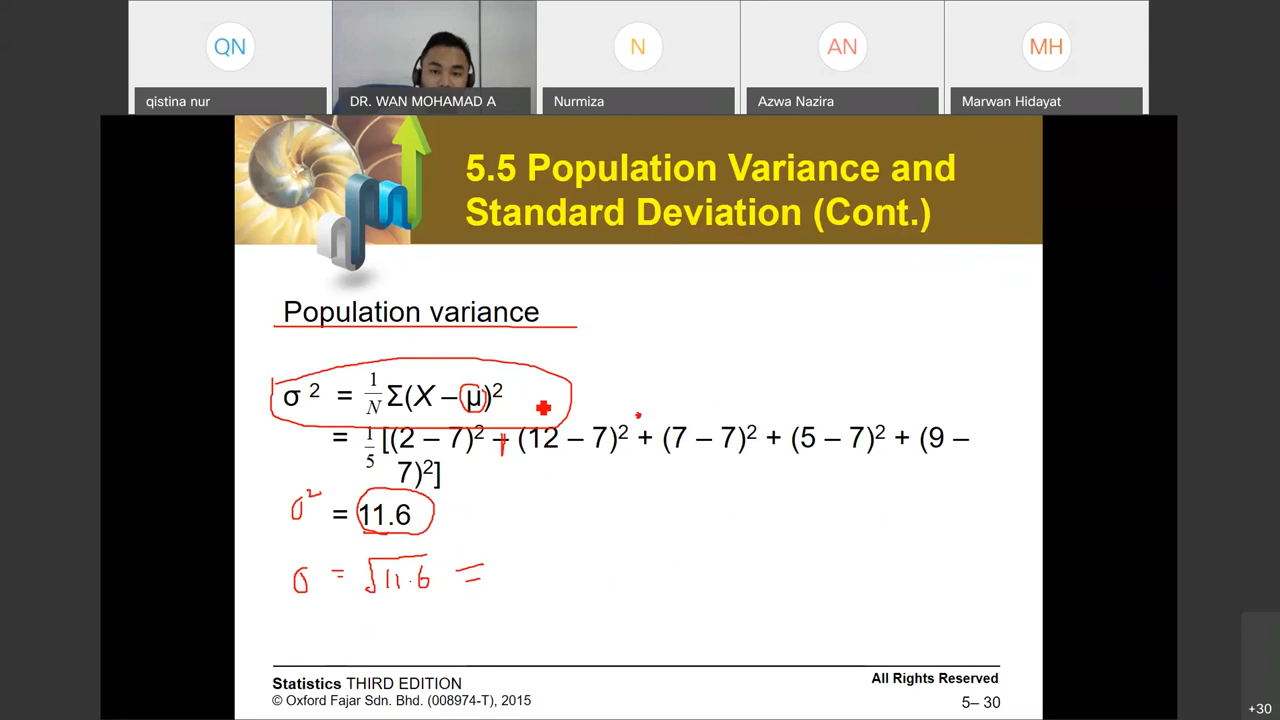 QN
N
AN
MH
qistina nur
DR. WAN MOHAMAD A
Nurmiza
Azwa Nazira
Marwan Hidayat
5.5 Population Variance and
Standard Deviation (Cont.)
Population variance
σ ² = 1/N Σ(X – μ)²
= 1/5 [(2 – 7)² + (12 – 7)² + (7 – 7)² + (5 – 7)² + (9 –
7)²]
σ² = 11.6
σ = √11.6 =
Statistics THIRD EDITION
© Oxford Fajar Sdn. Bhd. (008974-T), 2015
All Rights Reserved
5– 30
+30